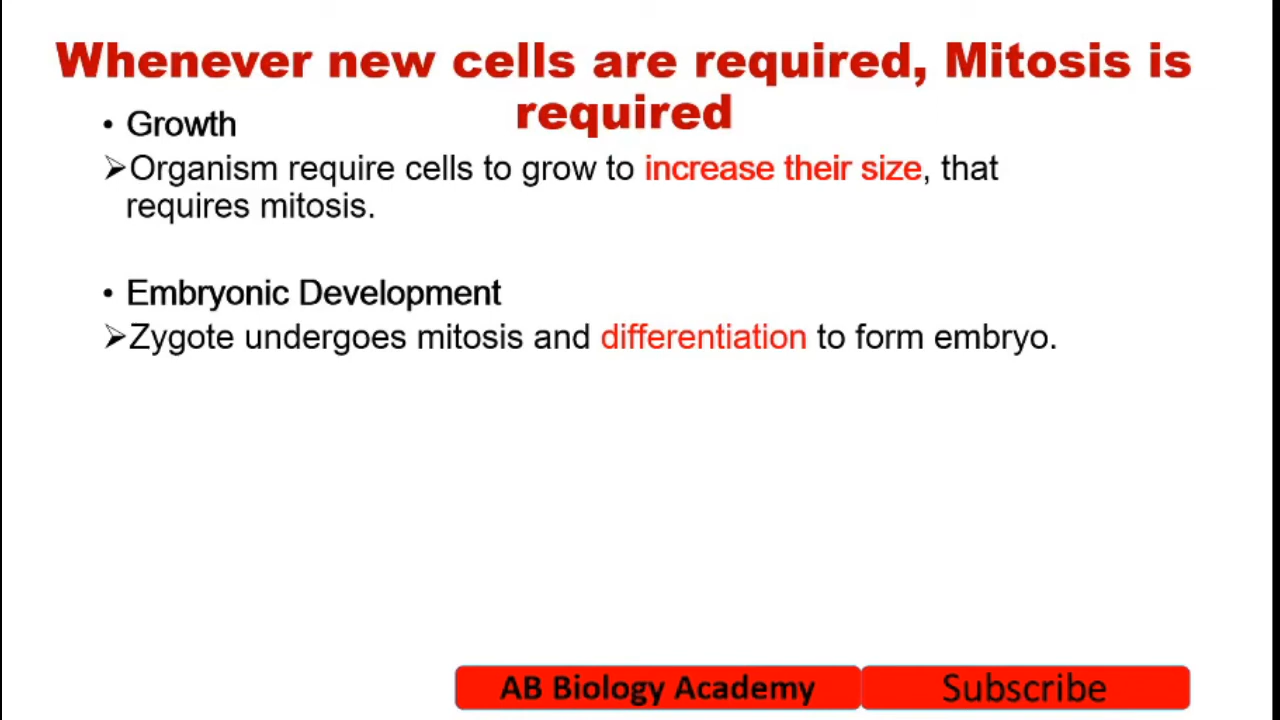 Whenever new cells are required, Mitosis is
required
• Growth
➢Organism require cells to grow to increase their size, that
requires mitosis.
• Embryonic Development
➢Zygote undergoes mitosis and differentiation to form embryo.
AB Biology Academy
Subscribe